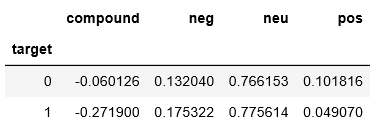 compound neg neu pos
target
0 -0.060126 0.132040 0.766153 0.101816
1 -0.271900 0.175322 0.775614 0.049070